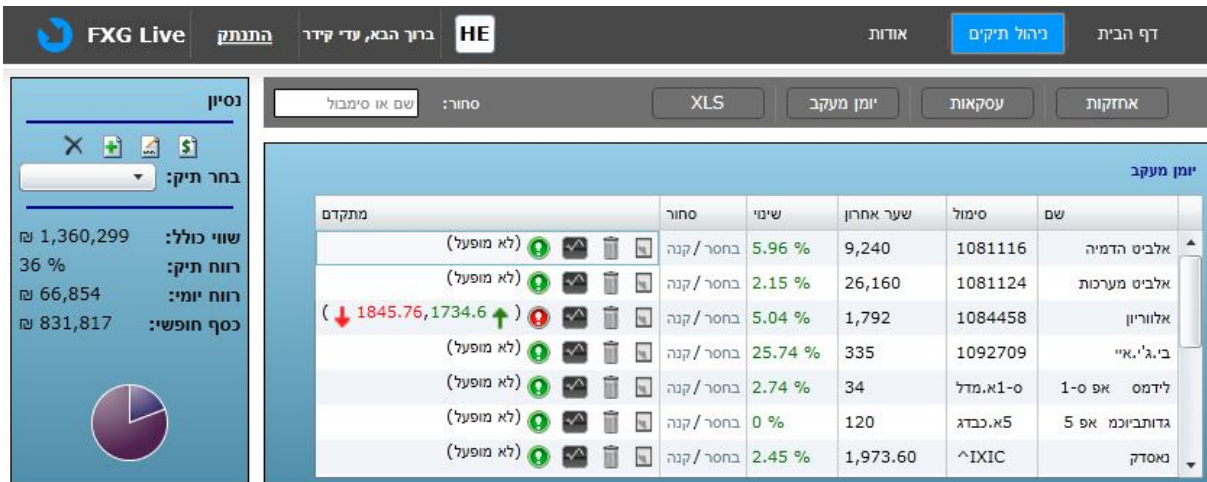 דף הבית ניהול תיקים אודות HE ברוך הבא, עדי קידר התנתק FXG Live
אחזקות עסקאות יומן מעקב XLS סחור: שם או סימבול
נסיון
בחר תיק:
שווי כולל: 1,360,299 ₪
רווח תיק: 36 %
רווח יומי: 66,854 ₪
כסף חופשי: 831,817 ₪
יומן מעקב
שם סימול שער אחרון שינוי סחור מתקדם
אלביט הדמיה 1081116 9,240 5.96 % בחסר/קנה (לא מופעל)
אלביט מערכות 1081124 26,160 2.15 % בחסר/קנה (לא מופעל)
אלווריון 1084458 1,792 5.04 % בחסר/קנה (1845.76,1734.6)
בי.ג'י.איי 1092709 335 25.74 % בחסר/קנה (לא מופעל)
לידמס אפ ס-1 ס-1א.מדל 34 2.74 % בחסר/קנה (לא מופעל)
גדותביוכמ אפ 5 5א.כבדג 120 0 % בחסר/קנה (לא מופעל)
נאסדק ^IXIC 1,973.60 2.45 % בחסר/קנה (לא מופעל)